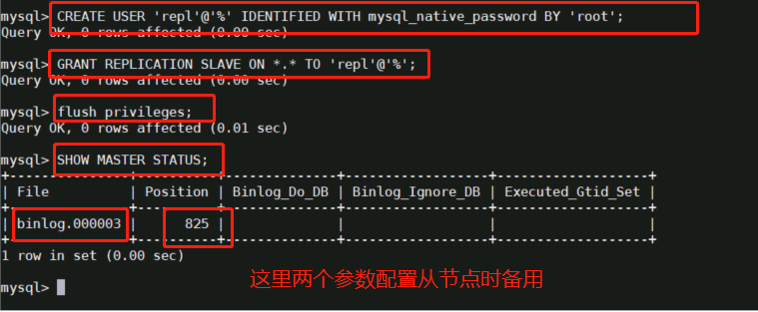 mysql> CREATE USER 'repl'@'%' IDENTIFIED WITH mysql_native_password BY 'root';
Query OK, 0 rows affected (0.00 sec)
mysql> GRANT REPLICATION SLAVE ON *.* TO 'repl'@'%';
Query OK, 0 rows affected (0.00 sec)
mysql> flush privileges;
Query OK, 0 rows affected (0.01 sec)
mysql> SHOW MASTER STATUS;
+---------------+----------+--------------+------------------+-------------------+
| File | Position | Binlog_Do_DB | Binlog_Ignore_DB | Executed_Gtid_Set |
+---------------+----------+--------------+------------------+-------------------+
| binlog.000003 | 825 | | | |
+---------------+----------+--------------+------------------+-------------------+
1 row in set (0.00 sec)
这里两个参数配置从节点时备用
mysql>